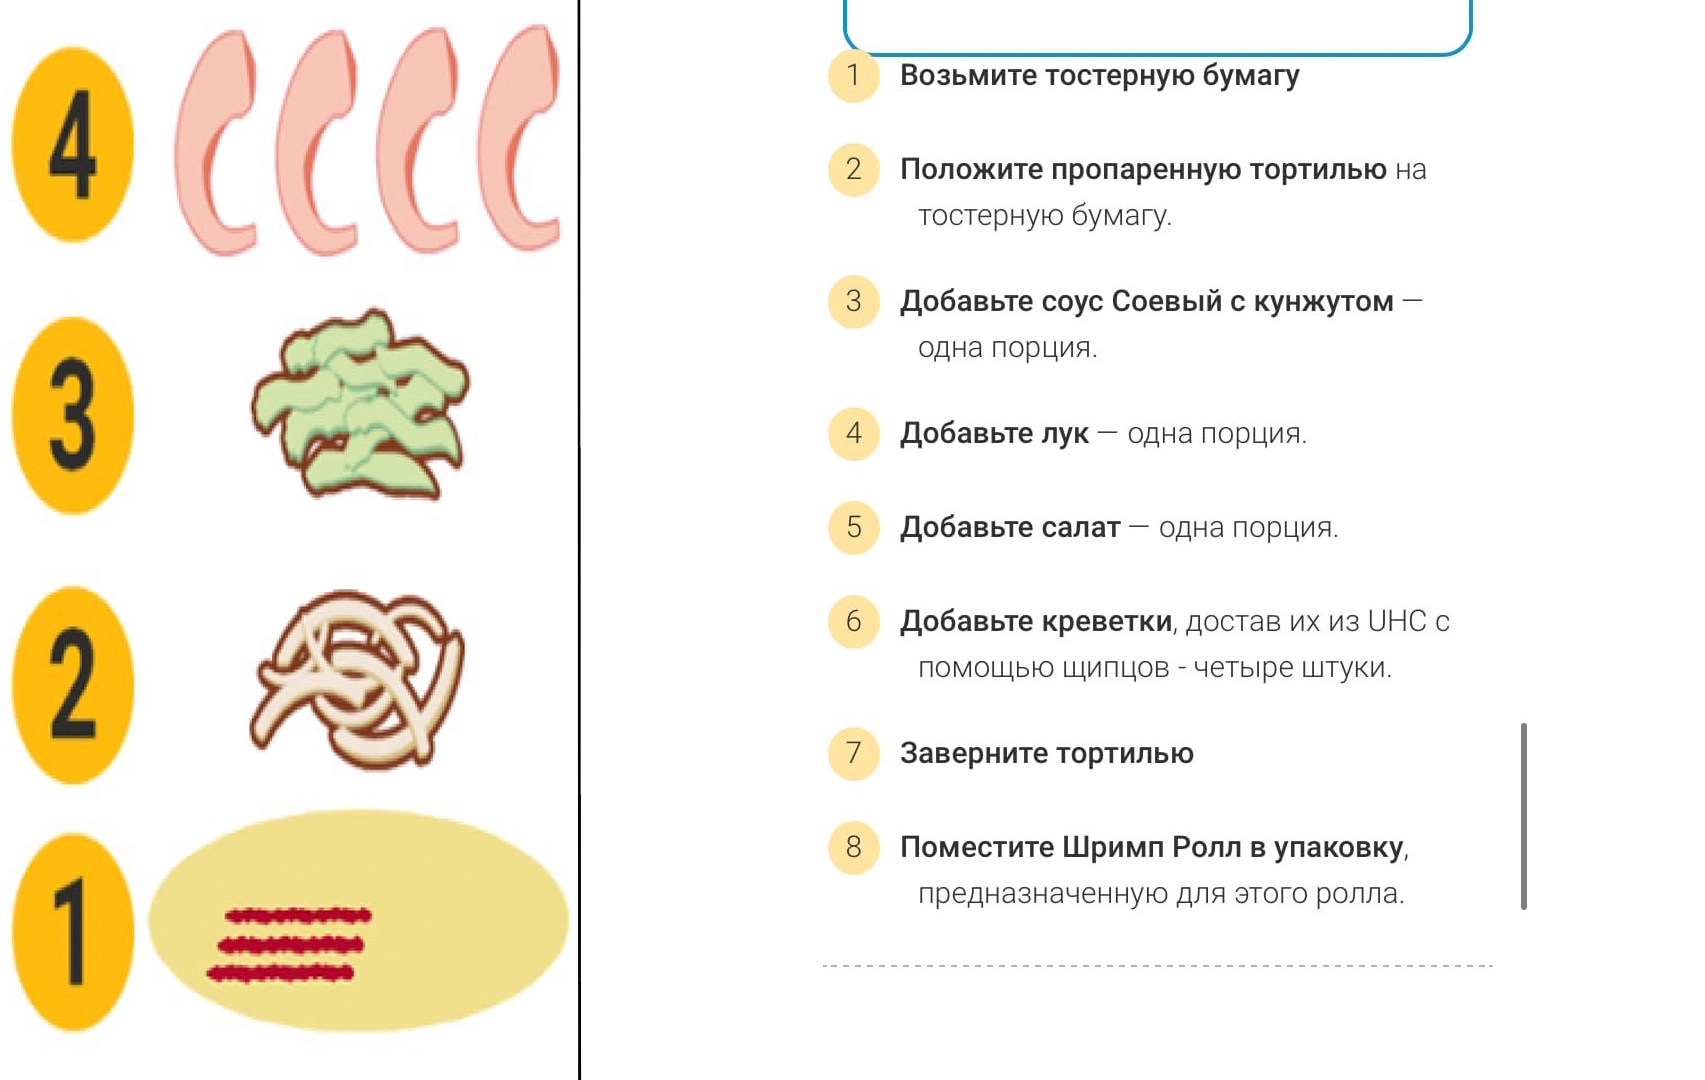 4
3
2
1
1 Возьмите тостерную бумагу
2 Положите пропаренную тортилью на
тостерную бумагу.
3 Добавьте соус Соевый с кунжутом —
одна порция.
4 Добавьте лук — одна порция.
5 Добавьте салат — одна порция.
6 Добавьте креветки, достав их из UHC с
помощью щипцов - четыре штуки.
7 Заверните тортилью
8 Поместите Шримп Ролл в упаковку,
предназначенную для этого ролла.